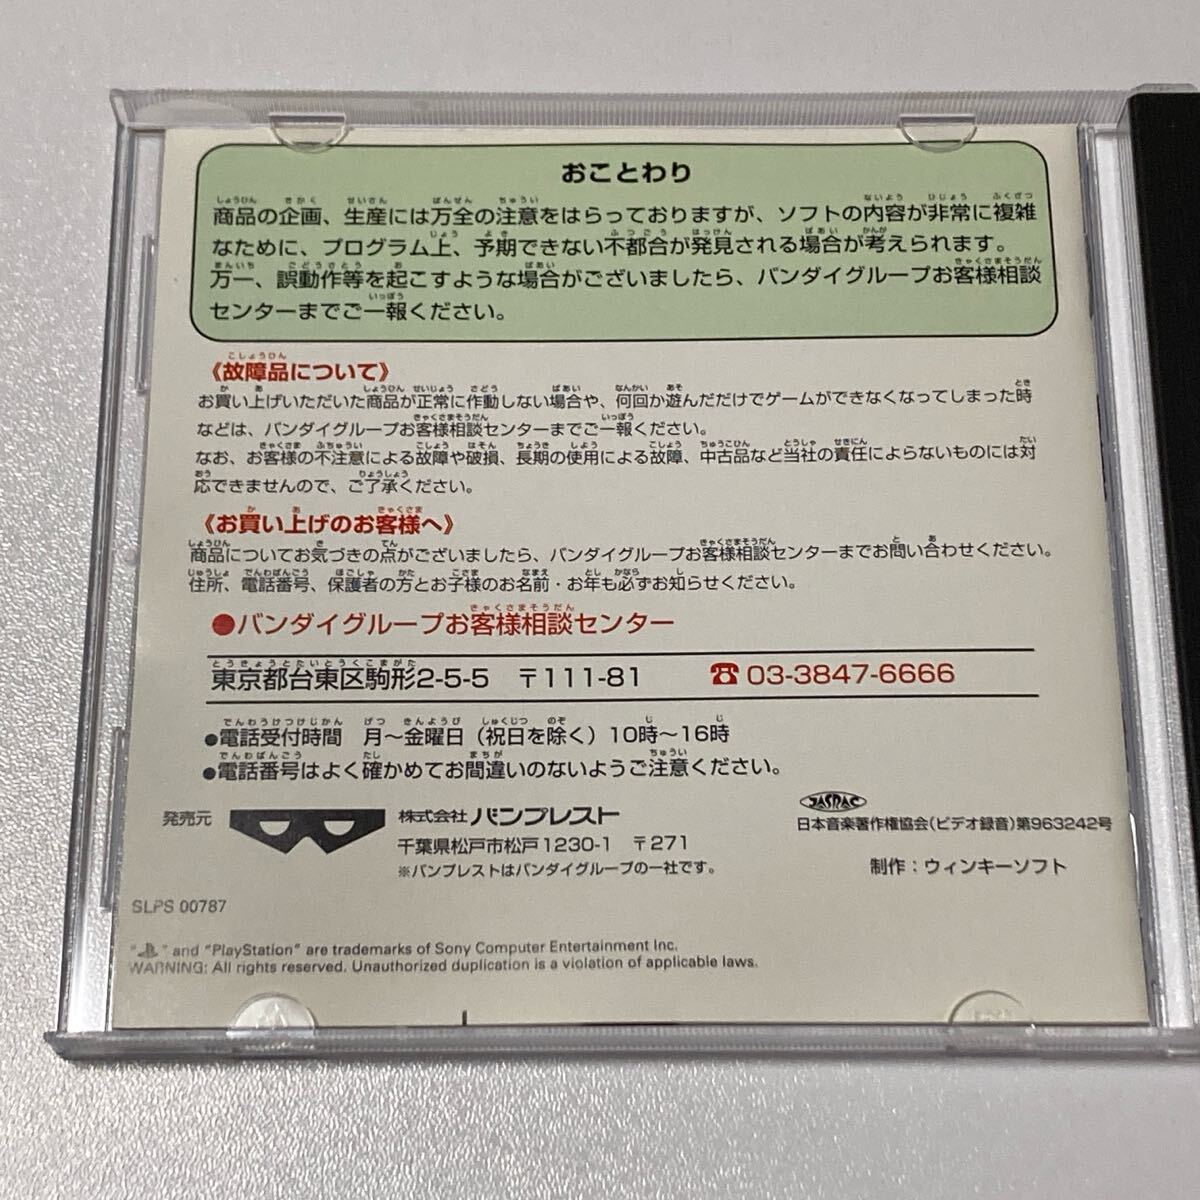 おことわり
商品の企画、生産には万全の注意をはらっておりますが、ソフトの内容が非常に複雑
なために、プログラム上、予期できない不都合が発見される場合が考えられます。
万一、誤動作等を起こすような場合がございましたら、バンダイグループお客様相談
センターまでご一報ください。
《故障品について》
お買い上げいただいた商品が正常に作動しない場合や、何回か遊んだだけでゲームができなくなってしまった時
などは、バンダイグループお客様相談センターまでご一報ください。
なお、お客様の不注意による故障や破損、長期の使用による故障、中古品など当社の責任によらないものには対
応できませんので、ご了承ください。
《お買い上げのお客様へ》
商品についてお気づきの点がございましたら、バンダイグループお客様相談センターまでお問い合わせください。
住所、電話番号、保護者の方とお子様のお名前・お年も必ずお知らせください。
●バンダイグループお客様相談センター
東京都台東区駒形2-5-5 〒111-81 ☎03-3847-6666
●電話受付時間 月〜金曜日（祝日を除く）10時〜16時
●電話番号はよく確かめてお間違いのないようご注意ください。
発売元 株式会社 バンプレスト
千葉県松戸市松戸1230-1 〒271
※バンプレストはバンダイグループの一社です。
JASRAC
日本音楽著作権協会(ビデオ録音)第963242号
制作：ウィンキーソフト
SLPS 00787
" " and "PlayStation" are trademarks of Sony Computer Entertainment Inc.
WARNING: All rights reserved. Unauthorized duplication is a violation of applicable laws.